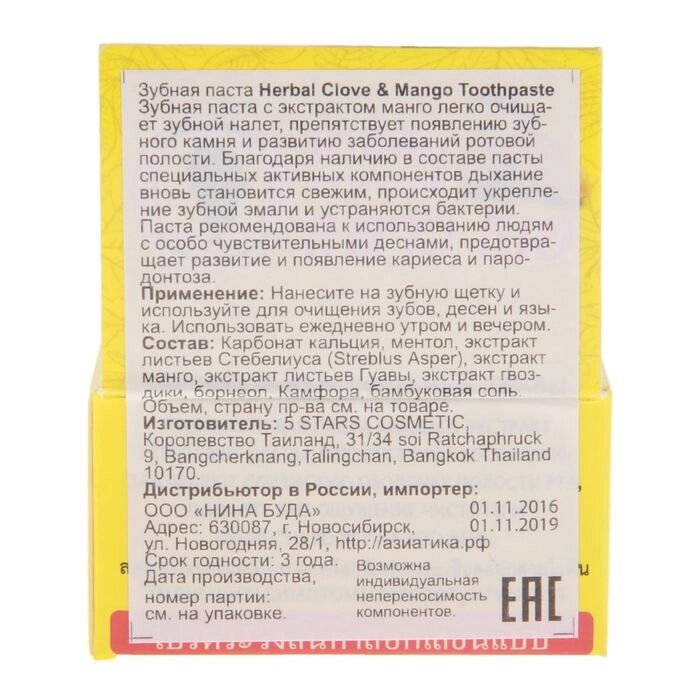 Зубная паста Herbal Clove & Mango Toothpaste
Зубная паста с экстрактом манго легко очища-
ет зубной налет, препятствует появлению зуб-
ного камня и развитию заболеваний ротовой
полости. Благодаря наличию в составе пасты
специальных активных компонентов дыхание
вновь становится свежим, происходит укрепле-
ние зубной эмали и устраняются бактерии.
Паста рекомендована к использованию людям
с особо чувствительными деснами, предотвра-
щает развитие и появление кариеса и паро-
донтоза.
Применение: Нанесите на зубную щетку и
используйте для очищения зубов, десен и язы-
ка. Использовать ежедневно утром и вечером.
Состав: Карбонат кальция, ментол, экстракт
листьев Стебелиуса (Streblus Asper), экстракт
манго, экстракт листьев Гуавы, экстракт гвоз-
дики, борнеол, Камфора, бамбуковая соль.
Объем, страну пр-ва см. на товаре.
Изготовитель: 5 STARS COSMETIC,
Королевство Таиланд, 31/34 soi Ratchaphruck
9, Bangcherknang,Talingchan, Bangkok Thailand
10170.
Дистрибьютор в России, импортер:
ООО «НИНА БУДА» 01.11.2016
Адрес: 630087, г. Новосибирск, 01.11.2019
ул. Новогодняя, 28/1, http://азиатика.рф
Срок годности: 3 года.
Дата производства,
номер партии:
см. на упаковке.
Возможна
индивидуальная
непереносимость
компонентов.
EAC